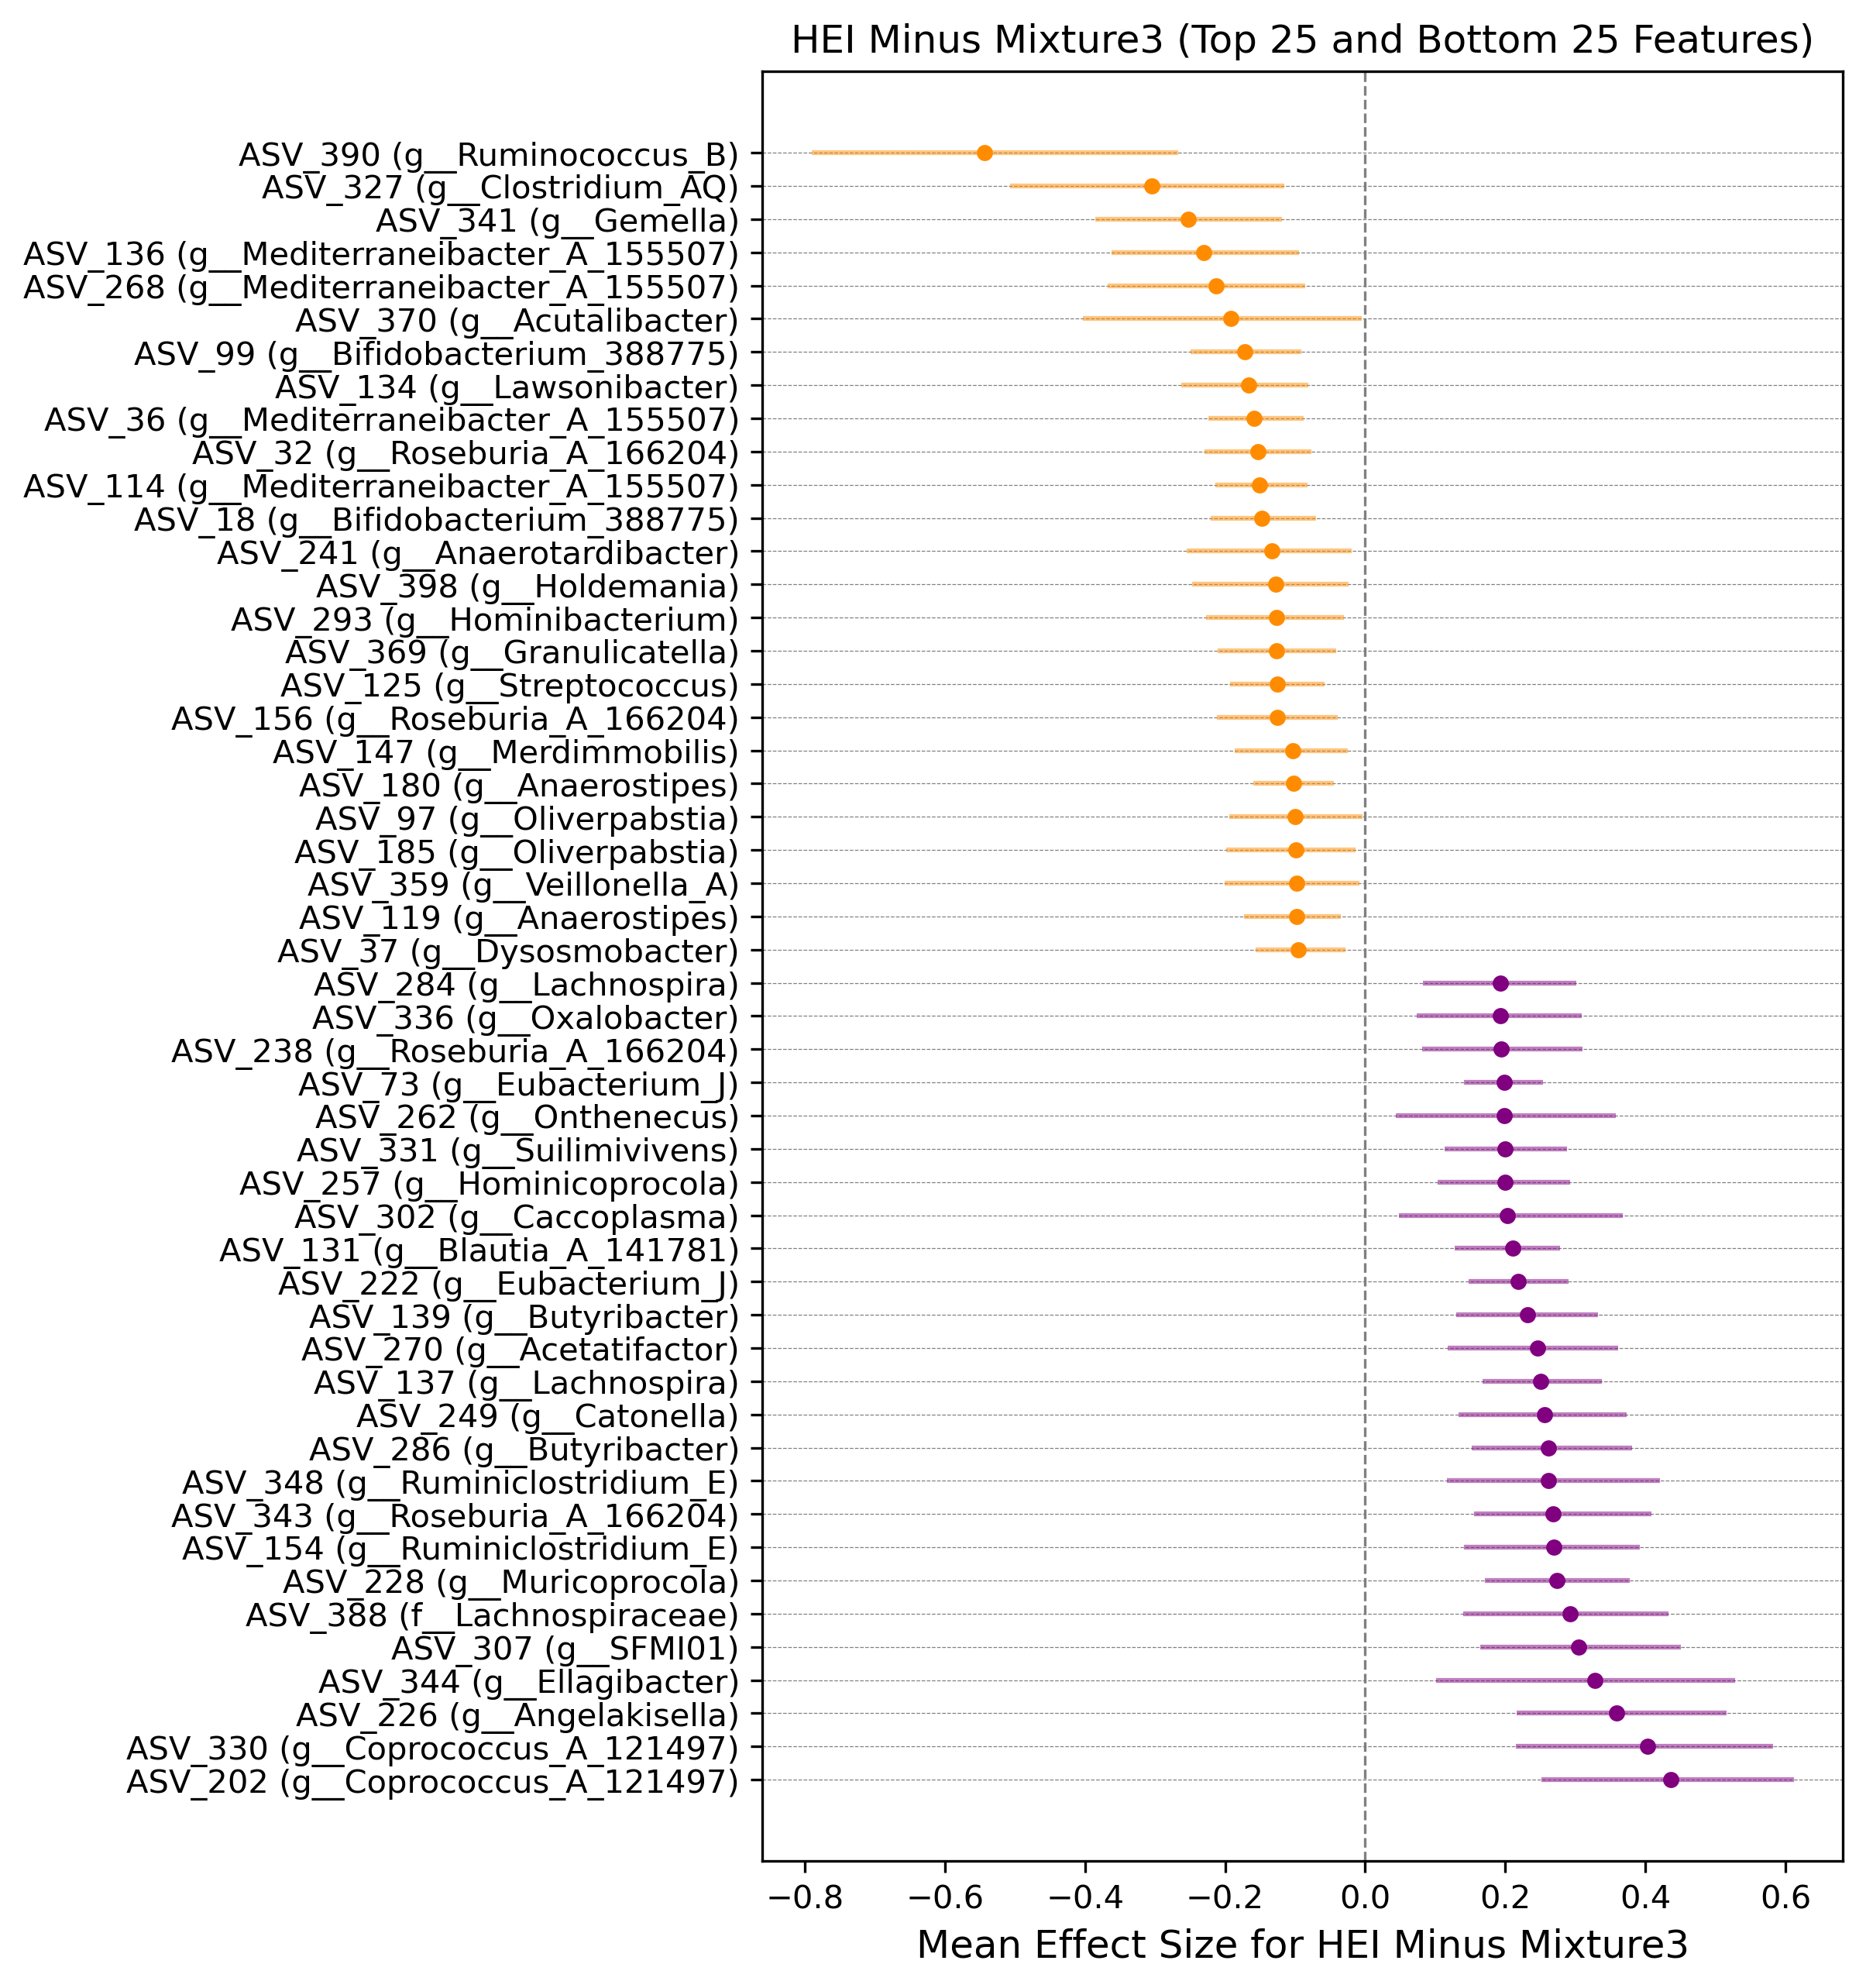 HEI Minus Mixture3 (Top 25 and Bottom 25 Features)
ASV_390 (g__Ruminococcus_B)
ASV_327 (g__Clostridium_AQ)
ASV_341 (g__Gemella)
ASV_136 (g__Mediterraneibacter_A_155507)
ASV_268 (g__Mediterraneibacter_A_155507)
ASV_370 (g__Acutalibacter)
ASV_99 (g__Bifidobacterium_388775)
ASV_134 (g__Lawsonibacter)
ASV_36 (g__Mediterraneibacter_A_155507)
ASV_32 (g__Roseburia_A_166204)
ASV_114 (g__Mediterraneibacter_A_155507)
ASV_18 (g__Bifidobacterium_388775)
ASV_241 (g__Anaerotardibacter)
ASV_398 (g__Holdemania)
ASV_293 (g__Hominibacterium)
ASV_369 (g__Granulicatella)
ASV_125 (g__Streptococcus)
ASV_156 (g__Roseburia_A_166204)
ASV_147 (g__Merdimmobilis)
ASV_180 (g__Anaerostipes)
ASV_97 (g__Oliverpabstia)
ASV_185 (g__Oliverpabstia)
ASV_359 (g__Veillonella_A)
ASV_119 (g__Anaerostipes)
ASV_37 (g__Dysosmobacter)
ASV_284 (g__Lachnospira)
ASV_336 (g__Oxalobacter)
ASV_238 (g__Roseburia_A_166204)
ASV_73 (g__Eubacterium_J)
ASV_262 (g__Onthenecus)
ASV_331 (g__Suilimivivens)
ASV_257 (g__Hominicoprocola)
ASV_302 (g__Caccoplasma)
ASV_131 (g__Blautia_A_141781)
ASV_222 (g__Eubacterium_J)
ASV_139 (g__Butyribacter)
ASV_270 (g__Acetatifactor)
ASV_137 (g__Lachnospira)
ASV_249 (g__Catonella)
ASV_286 (g__Butyribacter)
ASV_348 (g__Ruminiclostridium_E)
ASV_343 (g__Roseburia_A_166204)
ASV_154 (g__Ruminiclostridium_E)
ASV_228 (g__Muricoprocola)
ASV_388 (f__Lachnospiraceae)
ASV_307 (g__SFMI01)
ASV_344 (g__Ellagibacter)
ASV_226 (g__Angelakisella)
ASV_330 (g__Coprococcus_A_121497)
ASV_202 (g__Coprococcus_A_121497)
−0.8 −0.6 −0.4 −0.2 0.0 0.2 0.4 0.6
Mean Effect Size for HEI Minus Mixture3